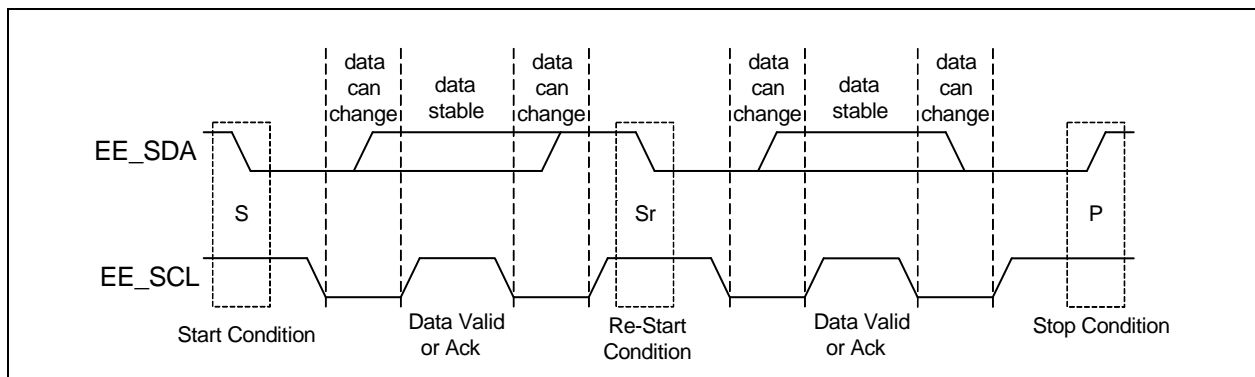 data
can
change
data
stable
data
can
change
data
can
change
data
stable
data
can
change
EE_SDA
S
Sr
P
EE_SCL
Start Condition
Data Valid
or Ack
Re-Start
Condition
Data Valid
or Ack
Stop Condition